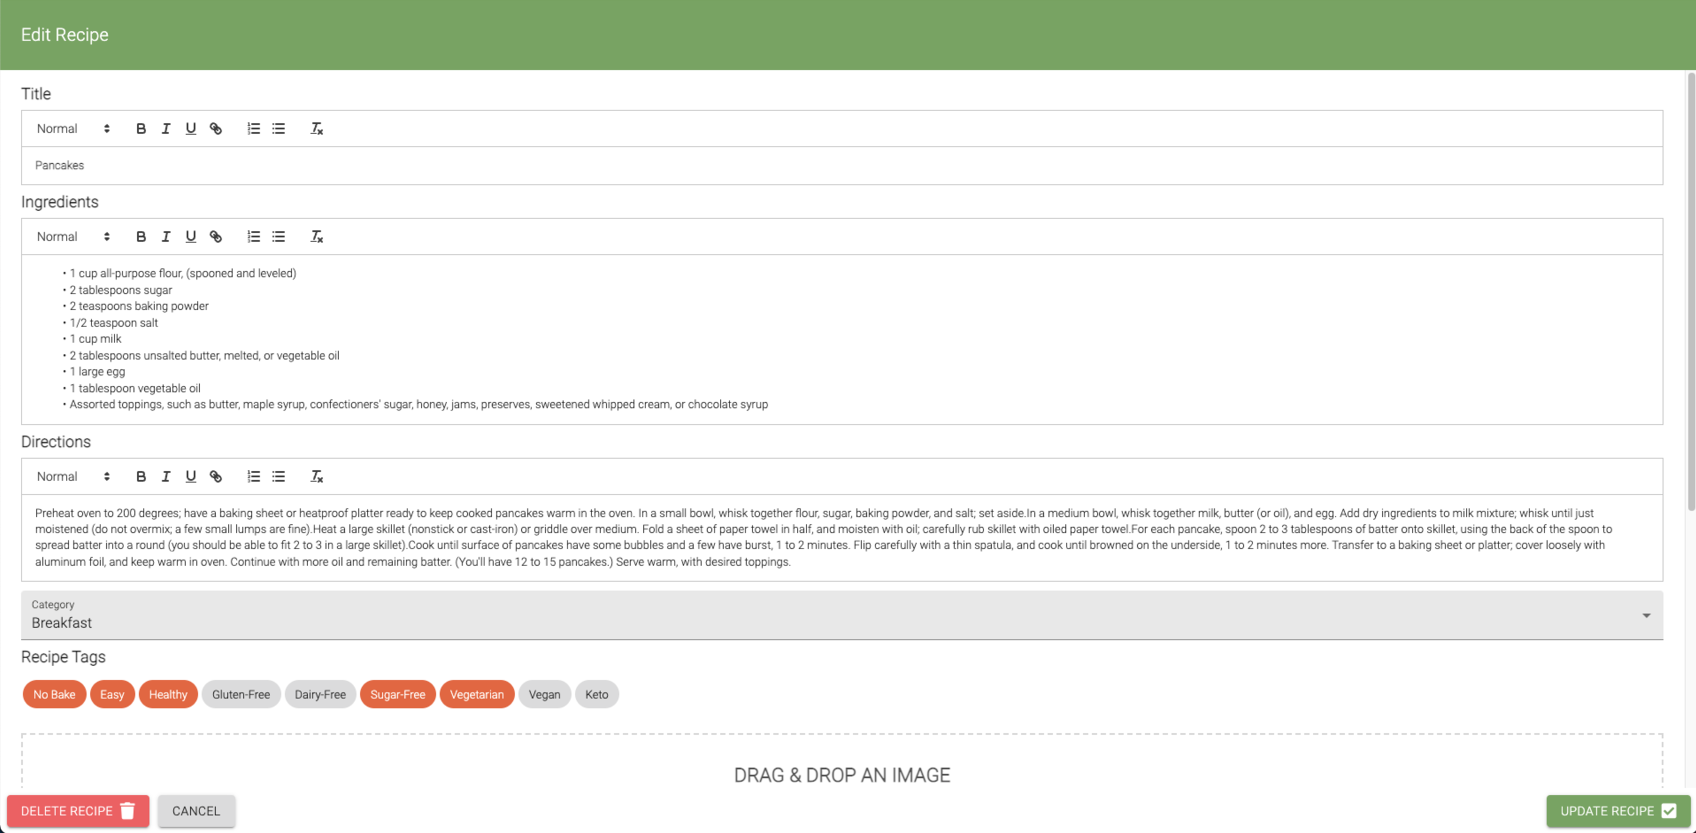 Edit Recipe
Title
Normal
Pancakes
Ingredients
Normal
• 1 cup all-purpose flour, (spooned and leveled)
• 2 tablespoons sugar
• 2 teaspoons baking powder
• 1/2 teaspoon salt
• 1 cup milk
• 2 tablespoons unsalted butter, melted, or vegetable oil
• 1 large egg
• 1 tablespoon vegetable oil
• Assorted toppings, such as butter, maple syrup, confectioners' sugar, honey, jams, preserves, sweetened whipped cream, or chocolate syrup
Directions
Normal
Preheat oven to 200 degrees; have a baking sheet or heatproof platter ready to keep cooked pancakes warm in the oven. In a small bowl, whisk together flour, sugar, baking powder, and salt; set aside.In a medium bowl, whisk together milk, butter (or oil), and egg. Add dry ingredients to milk mixture; whisk until just
moistened (do not overmix; a few small lumps are fine).Heat a large skillet (nonstick or cast-iron) or griddle over medium. Fold a sheet of paper towel in half, and moisten with oil; carefully rub skillet with oiled paper towel.For each pancake, spoon 2 to 3 tablespoons of batter onto skillet, using the back of the spoon to
spread batter into a round (you should be able to fit 2 to 3 in a large skillet).Cook until surface of pancakes have some bubbles and a few have burst, 1 to 2 minutes. Flip carefully with a thin spatula, and cook until browned on the underside, 1 to 2 minutes more. Transfer to a baking sheet or platter; cover loosely with
aluminum foil, and keep warm in oven. Continue with more oil and remaining batter. (You'll have 12 to 15 pancakes.) Serve warm, with desired toppings.
Category
Breakfast
Recipe Tags
No Bake Easy Healthy Gluten-Free Dairy-Free Sugar-Free Vegetarian Vegan Keto
DRAG & DROP AN IMAGE
DELETE RECIPE CANCEL UPDATE RECIPE